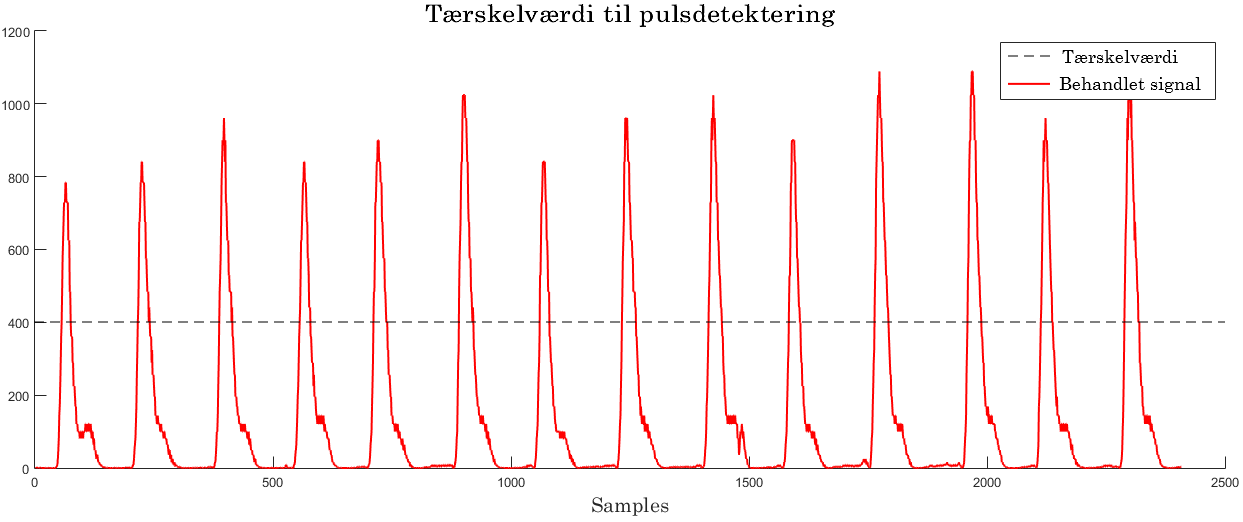 Tærskelværdi til pulsdetektering
1200
1000
800
600
400
200
0
Tærskelværdi
Behandlet signal
0 500 1000 1500 2000 2500
Samples